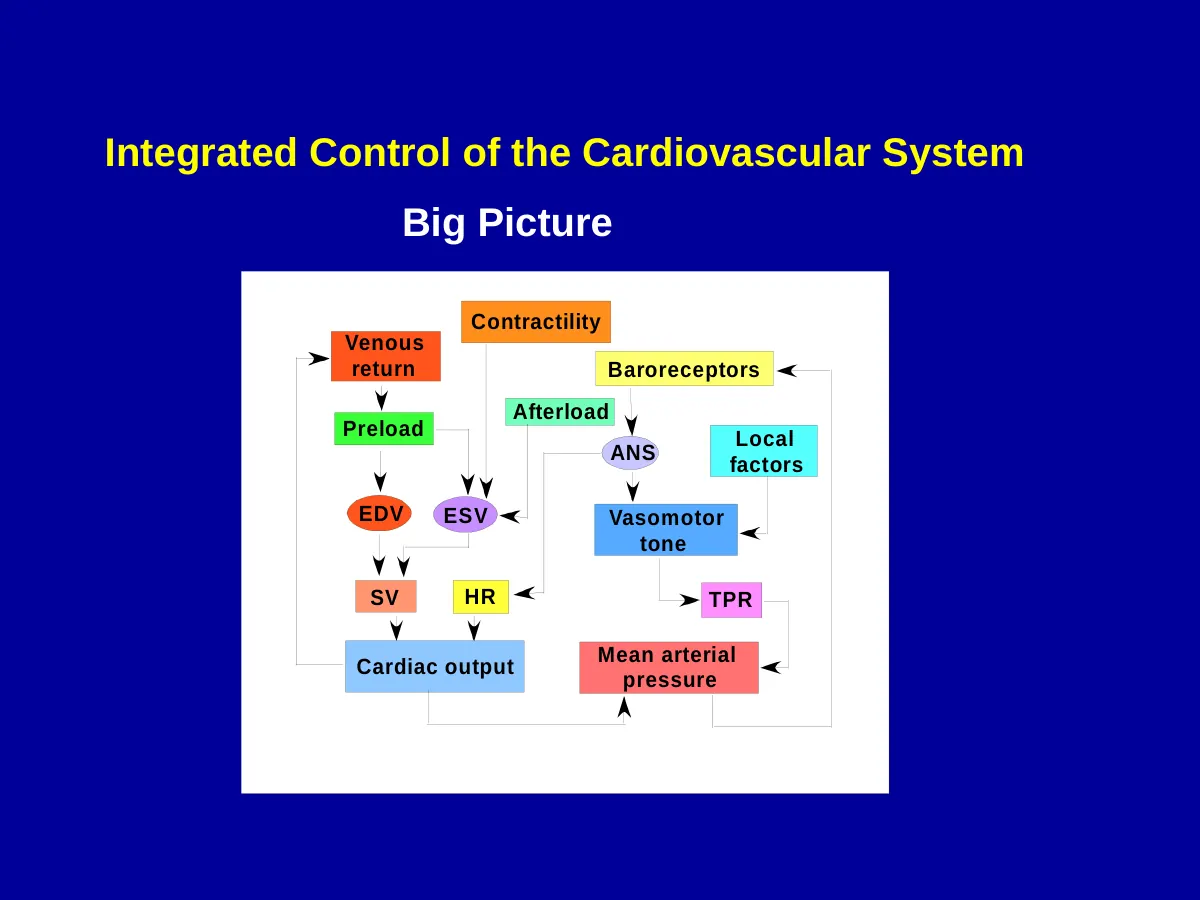 Integrated Control of the Cardiovascular System
Big Picture
Contractility
Venous
return
Baroreceptors
Afterload
Preload
Local
factors
ANS
EDV
ESV
Vasomotor
tone
SV
HR
TPR
Cardiac output
Mean arterial
pressure